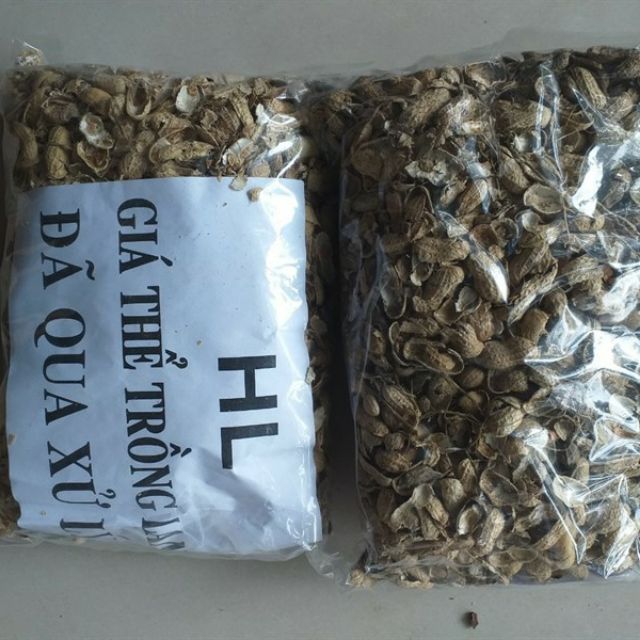 HL
GIÁ THỂ TRỒNG
ĐÃ QUA XỬ